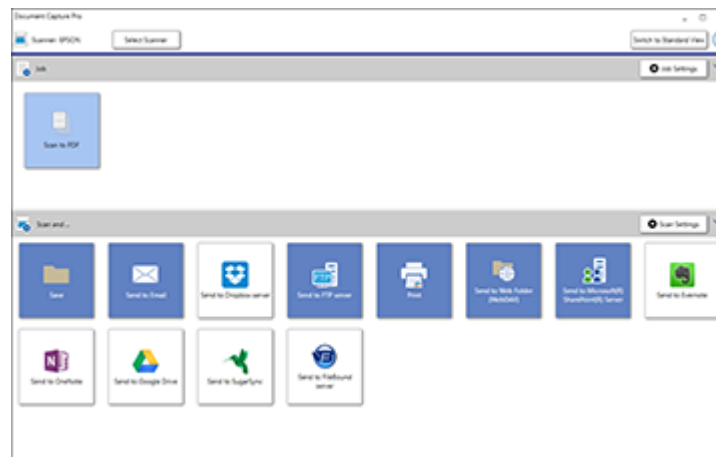 Document Capture Pro
Scanner: EPSON
Select Scanner
Switch to Standard View
Job
Job Settings
Scan to PDF
Scan and...
Scan Settings
Save
Send to Email
Send to Dropbox server
Send to FTP server
Print
Send to Web Folder
(WebDAV)
Send to Microsoft(R)
SharePoint(R) Server
Send to Evernote
Send to OneNote
Send to Google Drive
Send to SugarSync
Send to FileBound
server